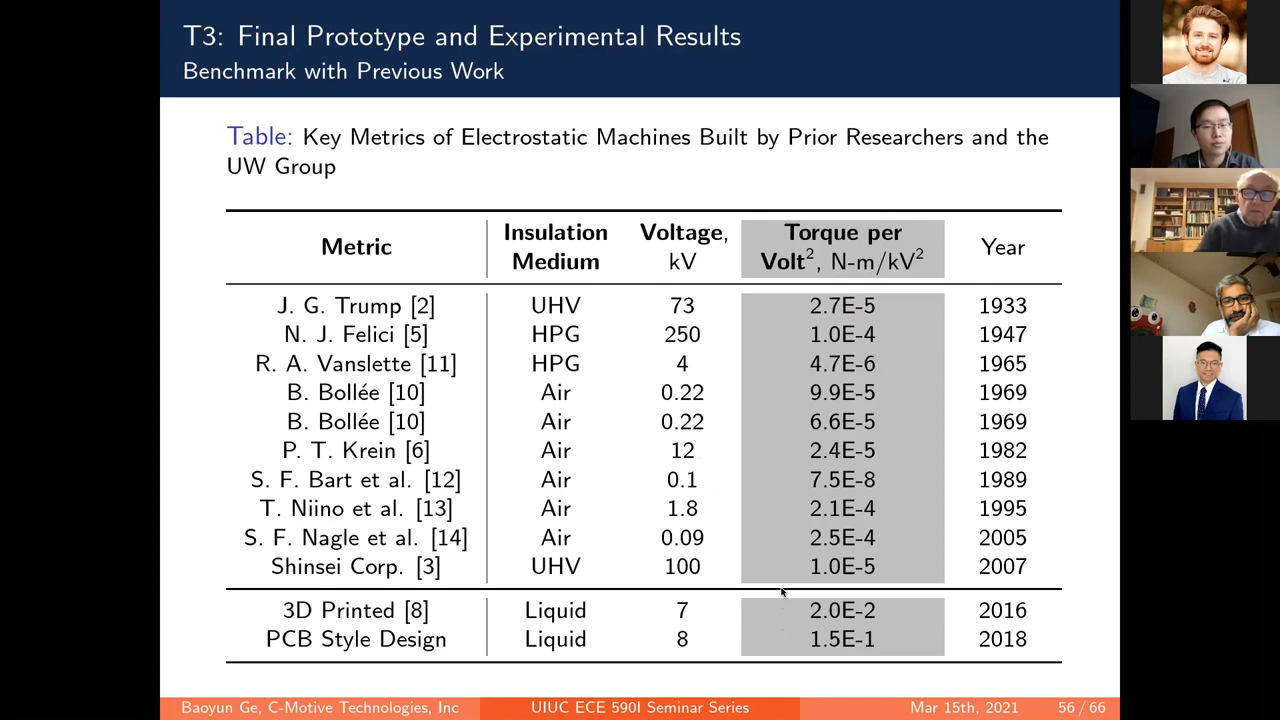 T3: Final Prototype and Experimental Results
Benchmark with Previous Work
Table: Key Metrics of Electrostatic Machines Built by Prior Researchers and the
UW Group
Metric Insulation Medium Voltage, kV Torque per Volt², N-m/kV² Year
J. G. Trump [2] UHV 73 2.7E-5 1933
N. J. Felici [5] HPG 250 1.0E-4 1947
R. A. Vanslette [11] HPG 4 4.7E-6 1965
B. Bollée [10] Air 0.22 9.9E-5 1969
B. Bollée [10] Air 0.22 6.6E-5 1969
P. T. Krein [6] Air 12 2.4E-5 1982
S. F. Bart et al. [12] Air 0.1 7.5E-8 1989
T. Niino et al. [13] Air 1.8 2.1E-4 1995
S. F. Nagle et al. [14] Air 0.09 2.5E-4 2005
Shinsei Corp. [3] UHV 100 1.0E-5 2007
3D Printed [8] Liquid 7 2.0E-2 2016
PCB Style Design Liquid 8 1.5E-1 2018
Baoyun Ge, C-Motive Technologies, Inc UIUC ECE 590I Seminar Series Mar 15th, 2021 56 / 66